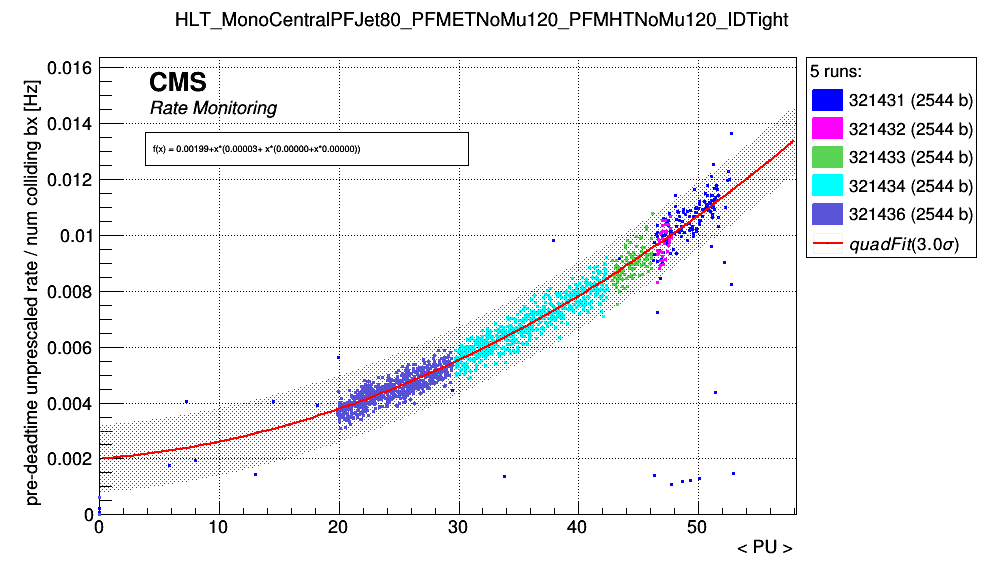 HLT_MonoCentralPFJet80_PFMETNoMu120_PFMHTNoMu120_IDTight
pre-deadtime unprescaled rate / num colliding bx [Hz]
0.016
0.014
0.012
0.01
0.008
0.006
0.004
0.002
0
CMS
Rate Monitoring
f(x) = 0.00199+x*(0.00003+ x*(0.00000+x*0.00000))
0 10 20 30 40 50
< PU >
5 runs:
321431 (2544 b)
321432 (2544 b)
321433 (2544 b)
321434 (2544 b)
321436 (2544 b)
quadFit(3.0σ)